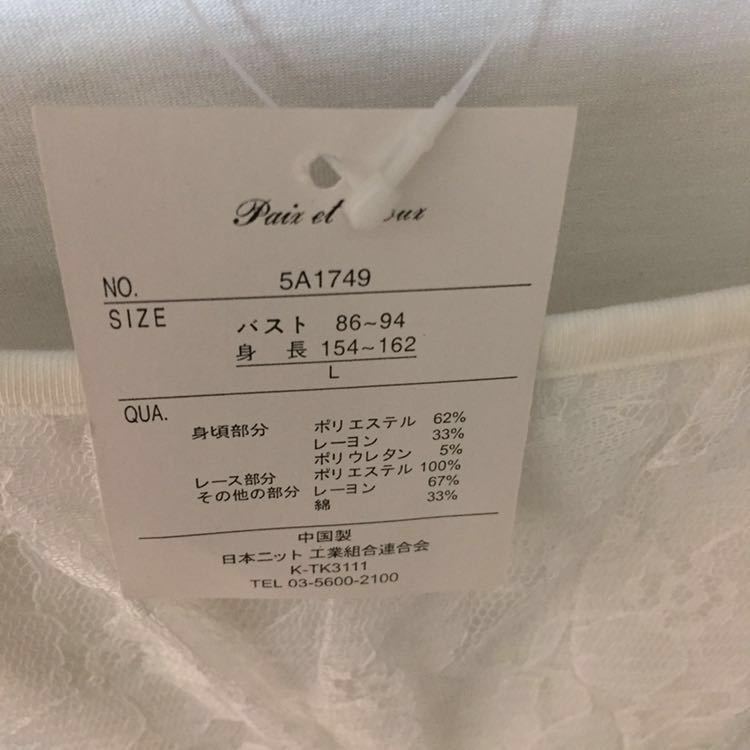 Paix et
NO. 5A1749
SIZE バスト 86~94
身 長 154~162
L
QUA. 身頃部分 ポリエステル 62%
レーヨン 33%
ポリウレタン 5%
レース部分 ポリエステル 100%
その他の部分 レーヨン 67%
綿 33%
中国製
日本ニット工業組合連合会
K-TK3111
TEL 03-5600-2100